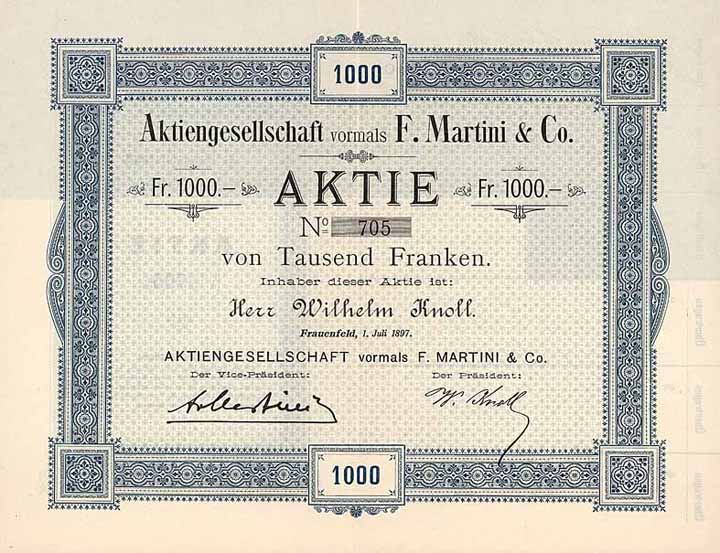 1000
Aktiengesellschaft vormals F. Martini & Co.
Fr. 1000.— AKTIE Fr. 1000.—
No 705
von Tausend Franken.
Inhaber dieser Aktie ist:
Herr Wilhelm Knoll.
Frauenfeld, 1. Juli 1897.
AKTIENGESELLSCHAFT vormals F. MARTINI & Co.
Der Vice-Präsident: Der Präsident:
W. Knoll
1000